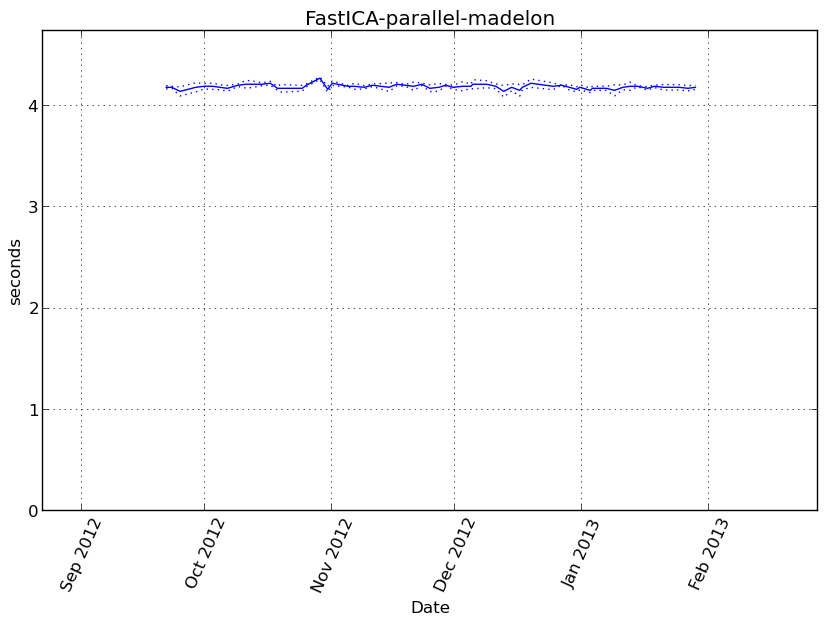 FastICA-parallel-madelon
4
3
2
1
0
seconds
Sep 2012
Oct 2012
Nov 2012
Dec 2012
Jan 2013
Feb 2013
Date